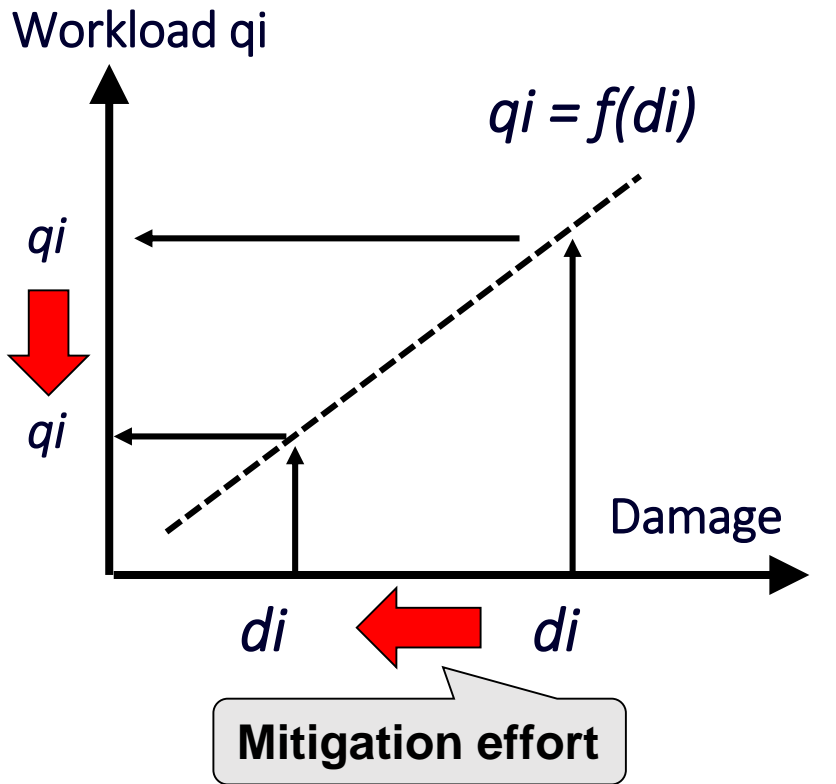 Workload qi
qi = f(di)
qi
qi
Damage
di
di
Mitigation effort